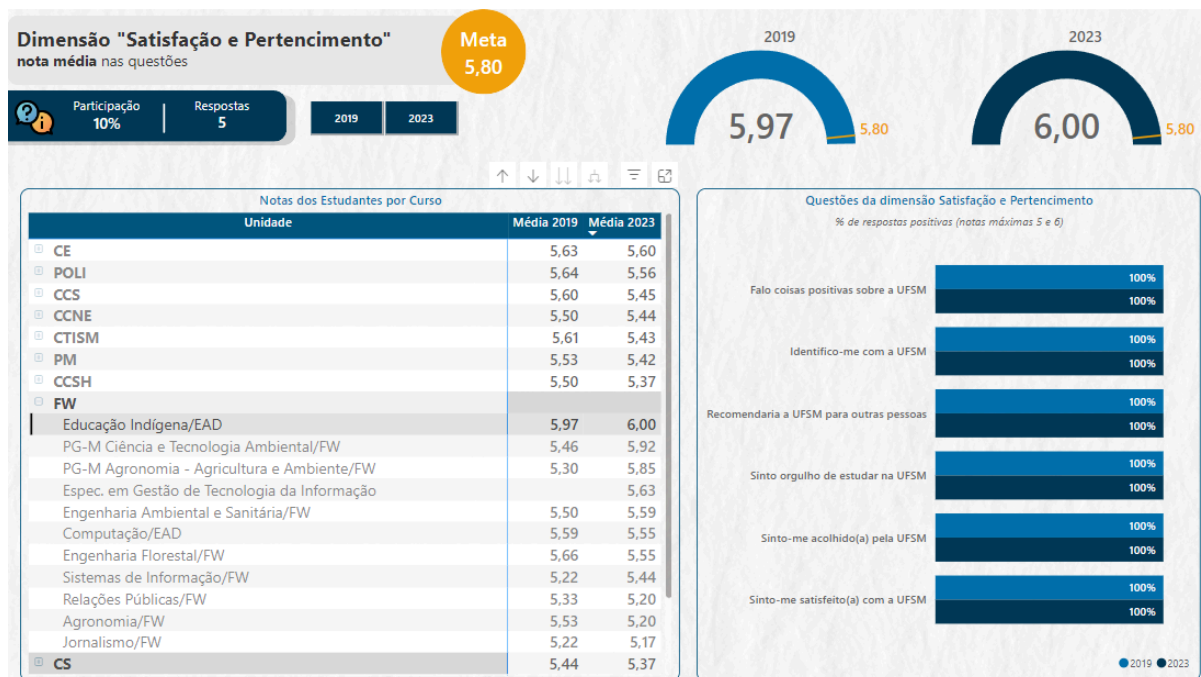 Dimensão "Satisfação e Pertencimento"
nota média nas questões
Meta
5,80
Participação
10%
Respostas
5
2019
2023
2019
5,97
5,80
2023
6,00
5,80
Notas dos Estudantes por Curso
Unidade Média 2019 Média 2023
CE 5,63 5,60
POLI 5,64 5,56
CCS 5,60 5,45
CCNE 5,50 5,44
CTISM 5,61 5,43
PM 5,53 5,42
CCSH 5,50 5,37
FW
Educação Indígena/EAD 5,97 6,00
PG-M Ciência e Tecnologia Ambiental/FW 5,46 5,92
PG-M Agronomia - Agricultura e Ambiente/FW 5,30 5,85
Espec. em Gestão de Tecnologia da Informação 5,63
Engenharia Ambiental e Sanitária/FW 5,50 5,59
Computação/EAD 5,59 5,55
Engenharia Florestal/FW 5,66 5,55
Sistemas de Informação/FW 5,22 5,44
Relações Públicas/FW 5,33 5,20
Agronomia/FW 5,53 5,20
Jornalismo/FW 5,22 5,17
CS 5,44 5,37
Questões da dimensão Satisfação e Pertencimento
% de respostas positivas (notas máximas 5 e 6)
Falo coisas positivas sobre a UFSM
100%
100%
Identifico-me com a UFSM
100%
100%
Recomendaria a UFSM para outras pessoas
100%
100%
Sinto orgulho de estudar na UFSM
100%
100%
Sinto-me acolhido(a) pela UFSM
100%
100%
Sinto-me satisfeito(a) com a UFSM
100%
100%
2019 2023